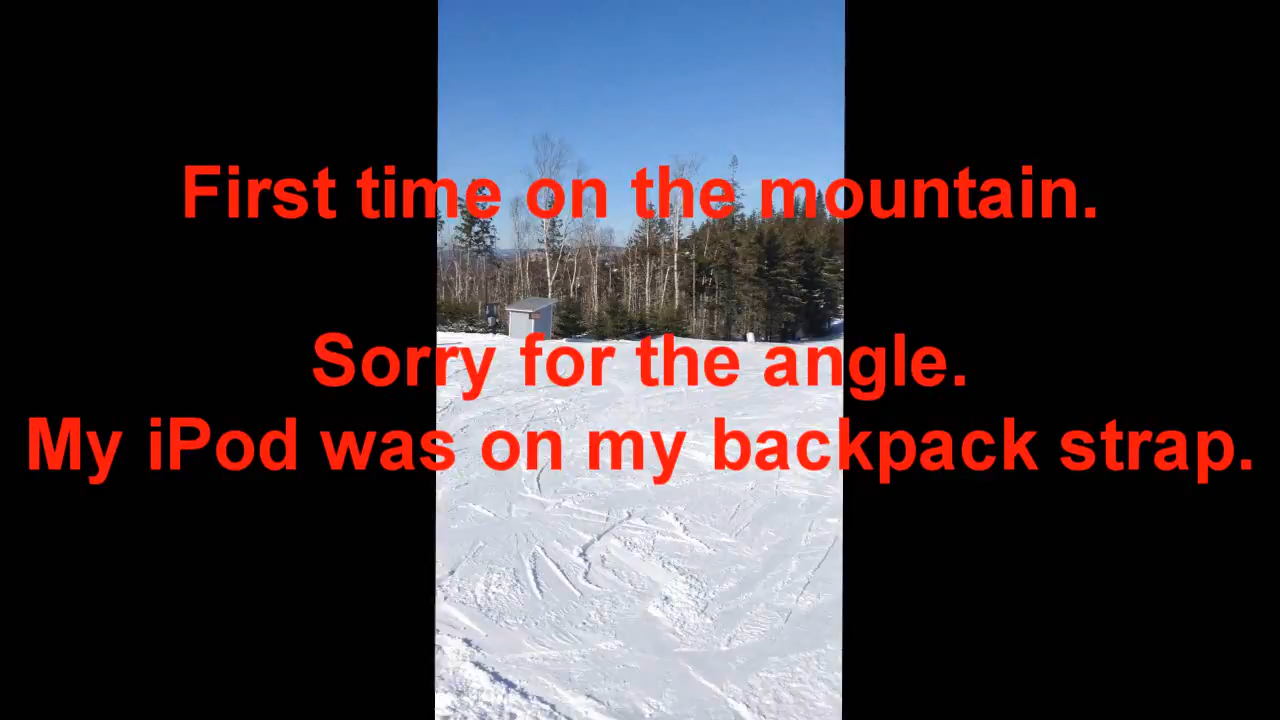 First time on the mountain.
Sorry for the angle.
My iPod was on my backpack strap.